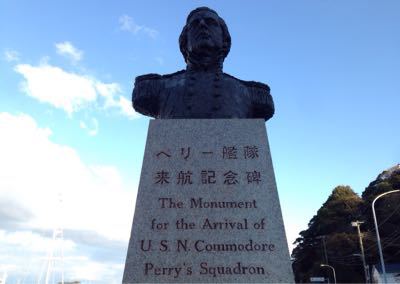 ペリー艦隊
来航記念碑
The Monument
for the Arrival of
U.S.N. Commodore
Perry's Squadron